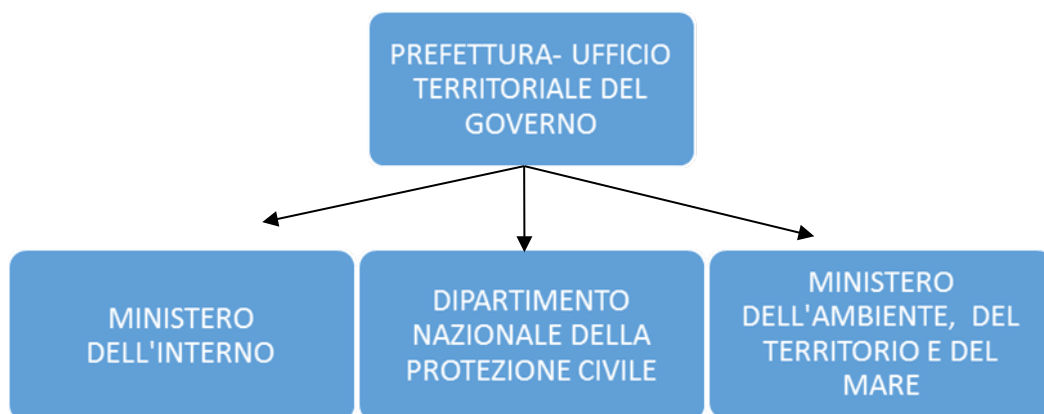 PREFETTURA- UFFICIO
TERRITORIALE DEL
GOVERNO
MINISTERO
DELL'INTERNO
DIPARTIMENTO
NAZIONALE DELLA
PROTEZIONE CIVILE
MINISTERO
DELL'AMBIENTE, DEL
TERRITORIO E DEL
MARE